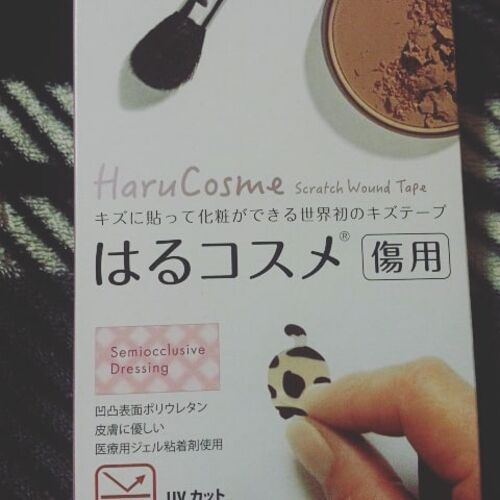 HaruCosme Scratch Wound Tape
キズに貼って化粧ができる世界初のキズテープ
はるコスメ® 傷用
Semiocclusive
Dressing
凹凸表面ポリウレタン
皮膚に優しい
医療用ジェル粘着剤使用
UVカット